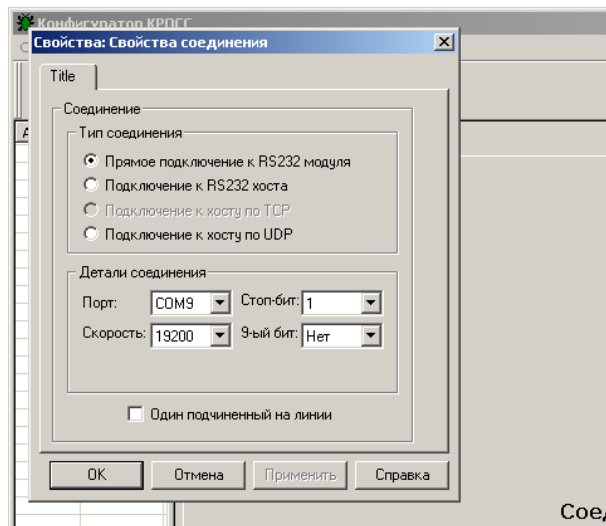 Конфигуратор КРОСС
Свойства: Свойства соединения
Title
Соединение
Тип соединения
Прямое подключение к RS232 модуля
Подключение к RS232 хоста
Подключение к хосту по TCP
Подключение к хосту по UDP
Детали соединения
Порт: COM9 Стоп-бит: 1
Скорость: 19200 9-ый бит: Нет
Один подчиненный на линии
OK Отмена Применить Справка